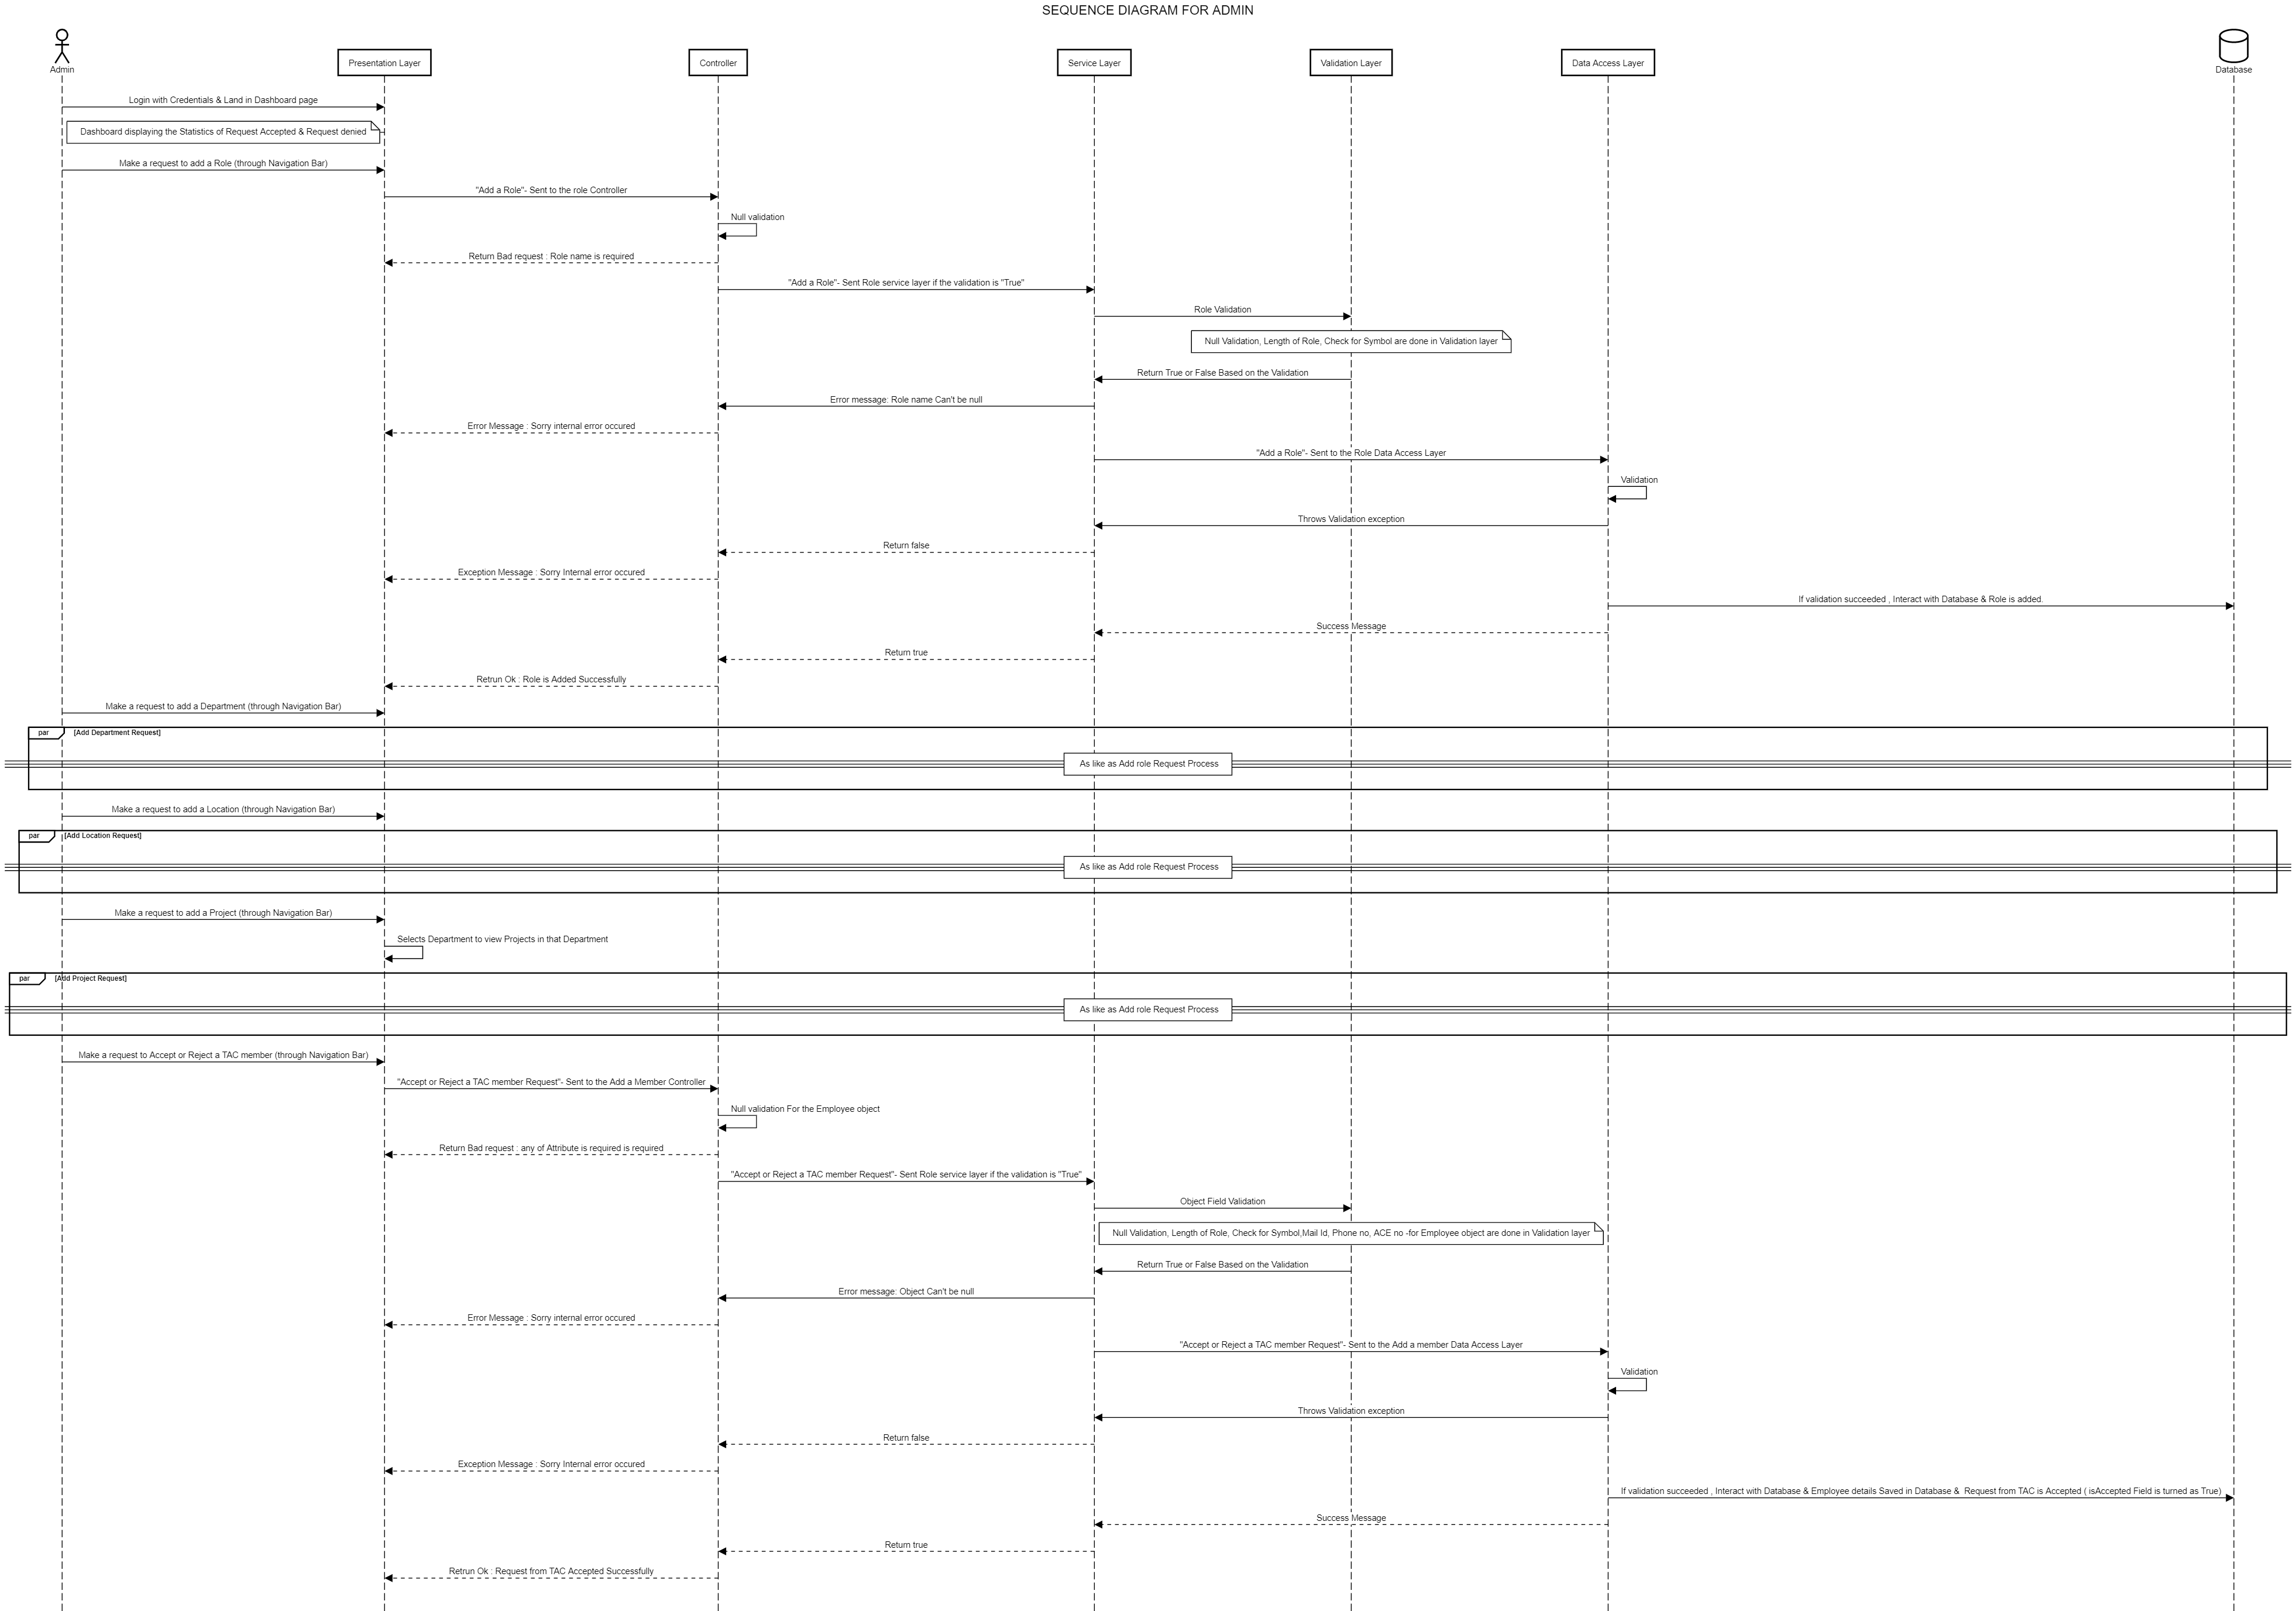 SEQUENCE DIAGRAM FOR ADMIN
Admin
Presentation Layer
Controller
Service Layer
Validation Layer
Data Access Layer
Database
Login with Credentials & Land in Dashboard page
Dashboard displaying the Statistics of Request Accepted & Request denied
Make a request to add a Role (through Navigation Bar)
"Add a Role"- Sent to the role Controller
Null validation
Return Bad request : Role name is required
"Add a Role"- Sent Role service layer if the validation is "True"
Role Validation
Null Validation, Length of Role, Check for Symbol are done in Validation layer
Return True or False Based on the Validation
Error message: Role name Can't be null
Error Message : Sorry internal error occured
"Add a Role"- Sent to the Role Data Access Layer
Validation
Throws Validation exception
Return false
Exception Message : Sorry Internal error occured
If validation succeeded , Interact with Database & Role is added.
Success Message
Return true
Retrun Ok : Role is Added Successfully
Make a request to add a Department (through Navigation Bar)
par [Add Department Request]
As like as Add role Request Process
Make a request to add a Location (through Navigation Bar)
par [Add Location Request]
As like as Add role Request Process
Make a request to add a Project (through Navigation Bar)
Selects Department to view Projects in that Department
par [Add Project Request]
As like as Add role Request Process
Make a request to Accept or Reject a TAC member (through Navigation Bar)
"Accept or Reject a TAC member Request"- Sent to the Add a Member Controller
Null validation For the Employee object
Return Bad request : any of Attribute is required is required
"Accept or Reject a TAC member Request"- Sent Role service layer if the validation is "True"
Object Field Validation
Null Validation, Length of Role, Check for Symbol,Mail Id, Phone no, ACE no -for Employee object are done in Validation layer
Return True or False Based on the Validation
Error message: Object Can't be null
Error Message : Sorry internal error occured
"Accept or Reject a TAC member Request"- Sent to the Add a member Data Access Layer
Validation
Throws Validation exception
Return false
Exception Message : Sorry Internal error occured
If validation succeeded , Interact with Database & Employee details Saved in Database & Request from TAC is Accepted ( isAccepted Field is turned as True)
Success Message
Return true
Retrun Ok : Request from TAC Accepted Successfully